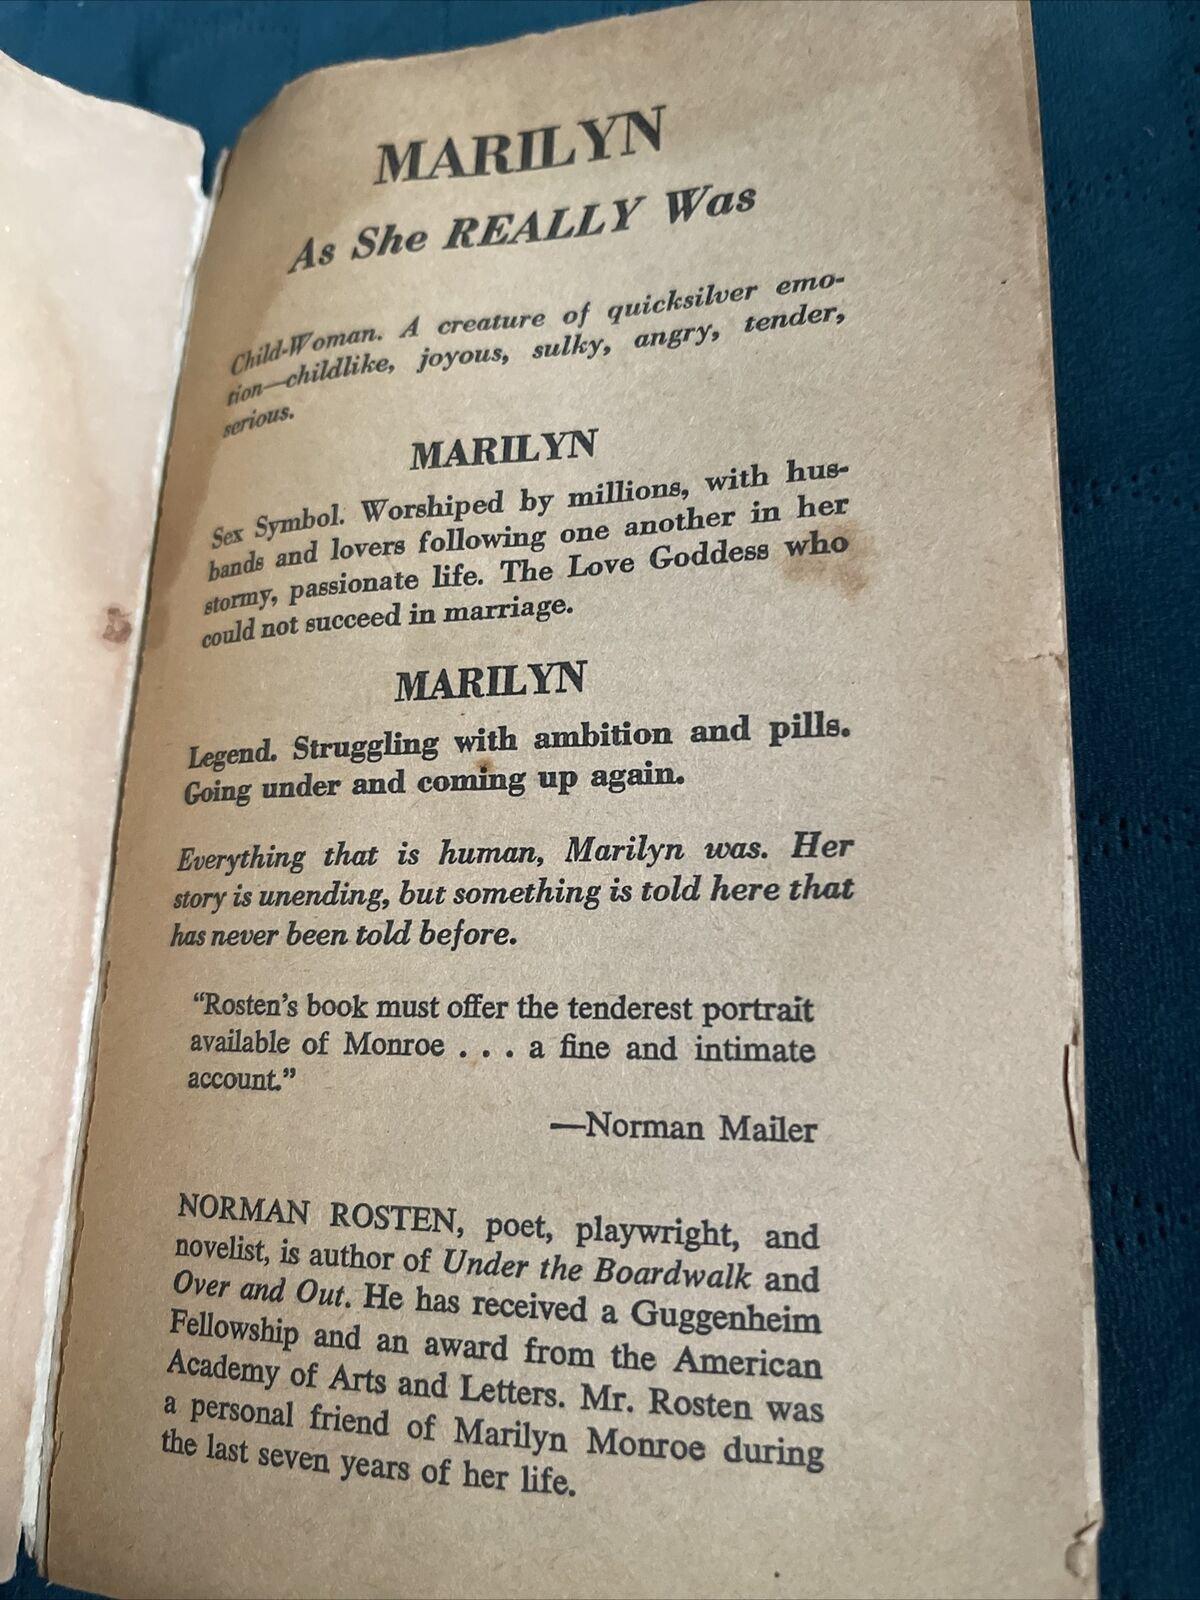 MARILYN
As She REALLY Was
Child-Woman. A creature of quicksilver emo-
tion—childlike, joyous, sulky, angry, tender,
serious.
MARILYN
Sex Symbol. Worshiped by millions, with hus-
bands and lovers following one another in her
stormy, passionate life. The Love Goddess who
could not succeed in marriage.
MARILYN
Legend. Struggling with ambition and pills.
Going under and coming up again.
Everything that is human, Marilyn was. Her
story is unending, but something is told here that
has never been told before.
“Rosten’s book must offer the tenderest portrait
available of Monroe . . . a fine and intimate
account.”
—Norman Mailer
NORMAN ROSTEN, poet, playwright, and
novelist, is author of Under the Boardwalk and
Over and Out. He has received a Guggenheim
Fellowship and an award from the American
Academy of Arts and Letters. Mr. Rosten was
a personal friend of Marilyn Monroe during
the last seven years of her life.